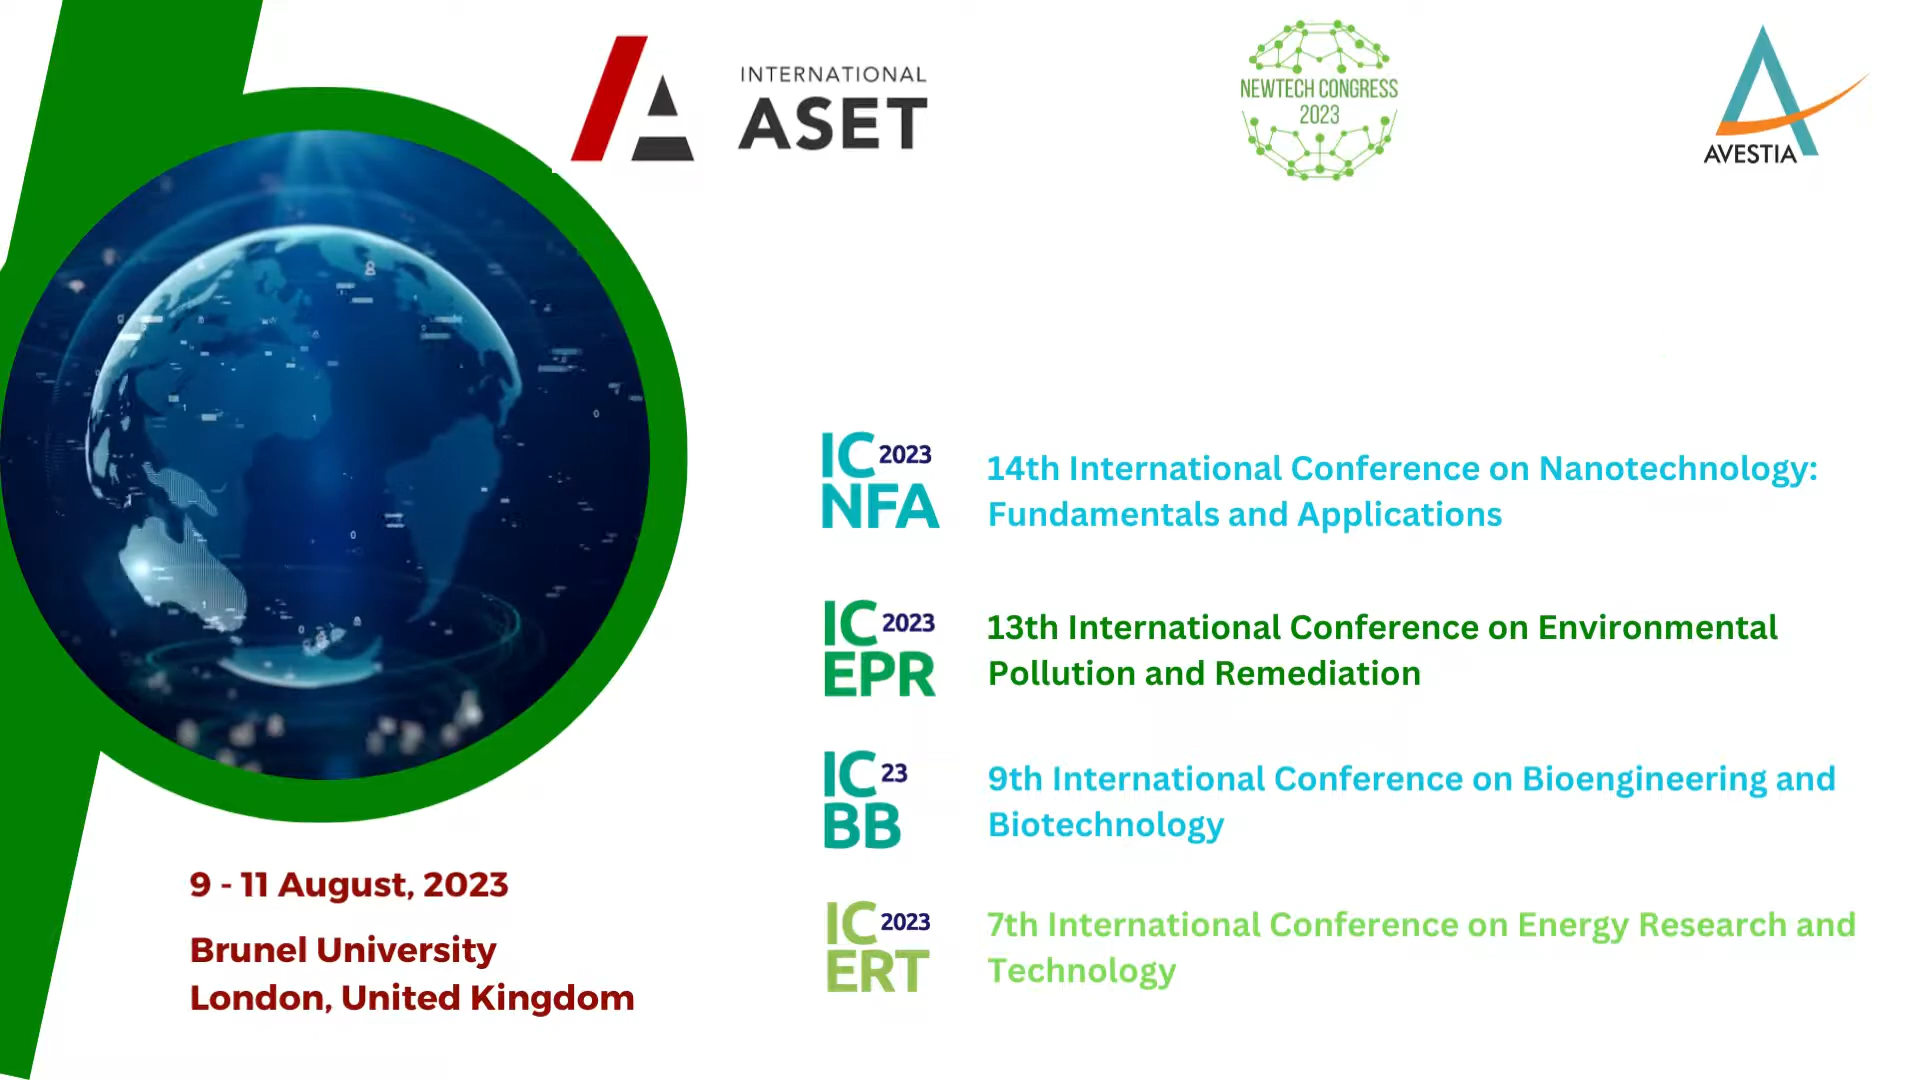 INTERNATIONAL
ASET
NEWTECH CONGRESS
2023
AVESTIA
IC 2023
NFA
14th International Conference on Nanotechnology:
Fundamentals and Applications
IC 2023
EPR
13th International Conference on Environmental
Pollution and Remediation
IC 23
BB
9th International Conference on Bioengineering and
Biotechnology
IC 2023
ERT
7th International Conference on Energy Research and
Technology
9 - 11 August, 2023
Brunel University
London, United Kingdom